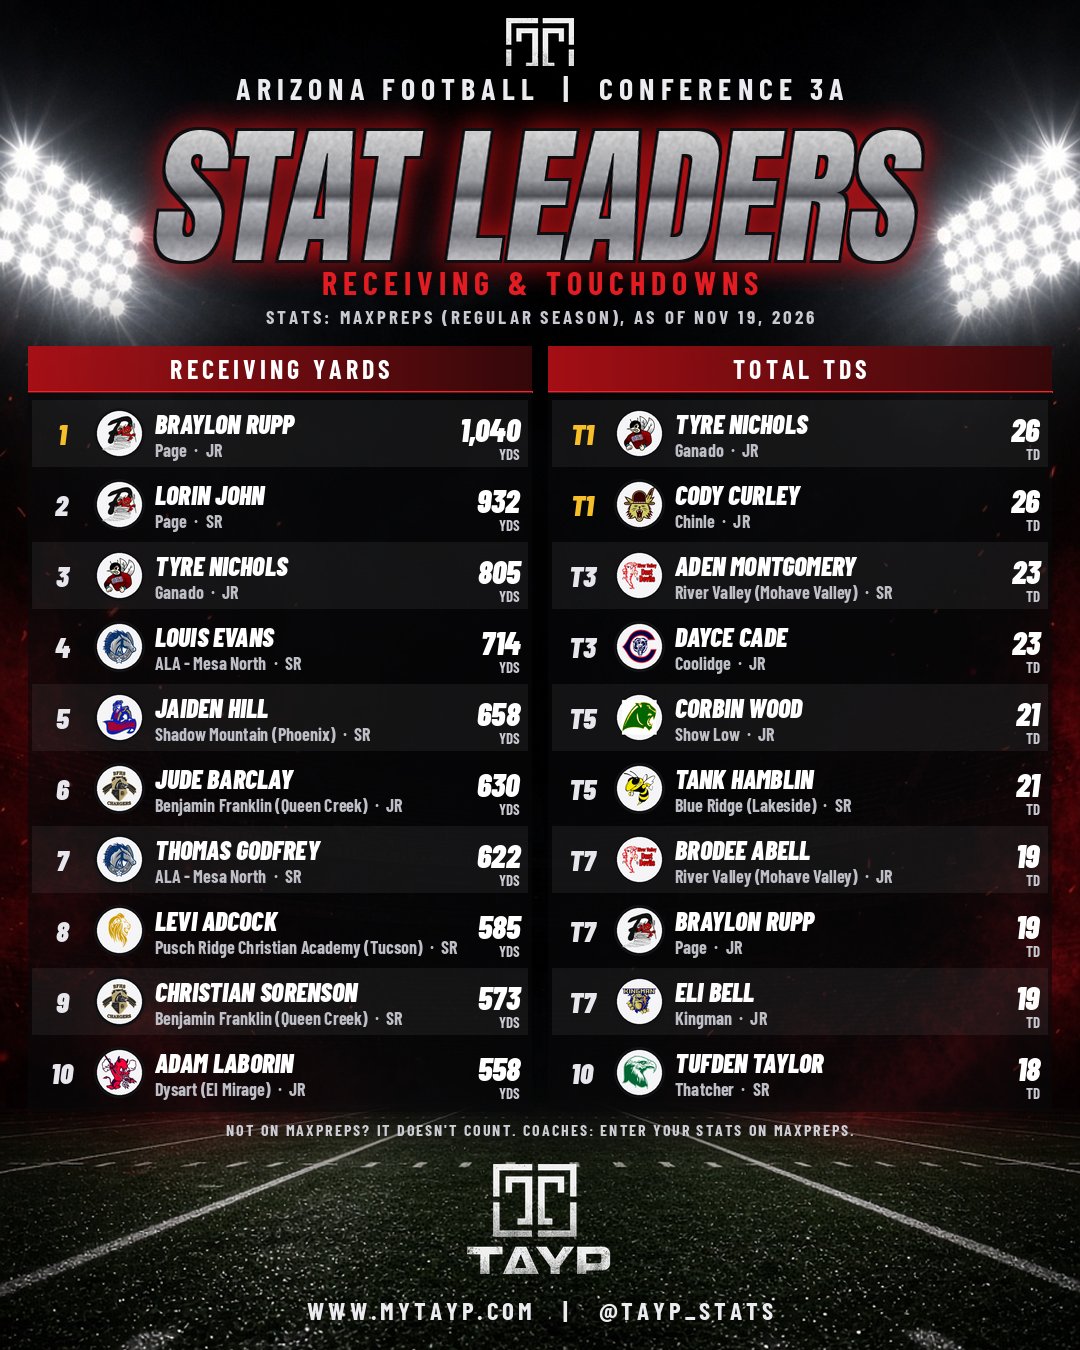 ARIZONA FOOTBALL | CONFERENCE 3A
STAT LEADERS
RECEIVING & TOUCHDOWNS
STATS: MAXPREPS (REGULAR SEASON), AS OF NOV 19, 2026
RECEIVING YARDS
1 BRAYLON RUPP 1,040
Page · JR YDS
2 LORIN JOHN 932
Page · SR YDS
3 TYRE NICHOLS 805
Ganado · JR YDS
4 LOUIS EVANS 714
ALA - Mesa North · SR YDS
5 JAIDEN HILL 658
Shadow Mountain (Phoenix) · SR YDS
6 JUDE BARCLAY 630
Benjamin Franklin (Queen Creek) · JR YDS
7 THOMAS GODFREY 622
ALA - Mesa North · SR YDS
8 LEVI ADCOCK 585
Pusch Ridge Christian Academy (Tucson) · SR YDS
9 CHRISTIAN SORENSON 573
Benjamin Franklin (Queen Creek) · SR YDS
10 ADAM LABORIN 558
Dysart (El Mirage) · JR YDS
TOTAL TDS
T1 TYRE NICHOLS 26
Ganado · JR TD
T1 CODY CURLEY 26
Chinle · JR TD
T3 ADEN MONTGOMERY 23
River Valley (Mohave Valley) · SR TD
T3 DAYCE CADE 23
Coolidge · JR TD
T5 CORBIN WOOD 21
Show Low · JR TD
T5 TANK HAMBLIN 21
Blue Ridge (Lakeside) · SR TD
T7 BRODEE ABELL 19
River Valley (Mohave Valley) · JR TD
T7 BRAYLON RUPP 19
Page · JR TD
T7 ELI BELL 19
Kingman · JR TD
10 TUFDEN TAYLOR 18
Thatcher · SR TD
NOT ON MAXPREPS? IT DOESN'T COUNT. COACHES: ENTER YOUR STATS ON MAXPREPS.
TAYP
WWW.MYTAYP.COM | @TAYP_STATS